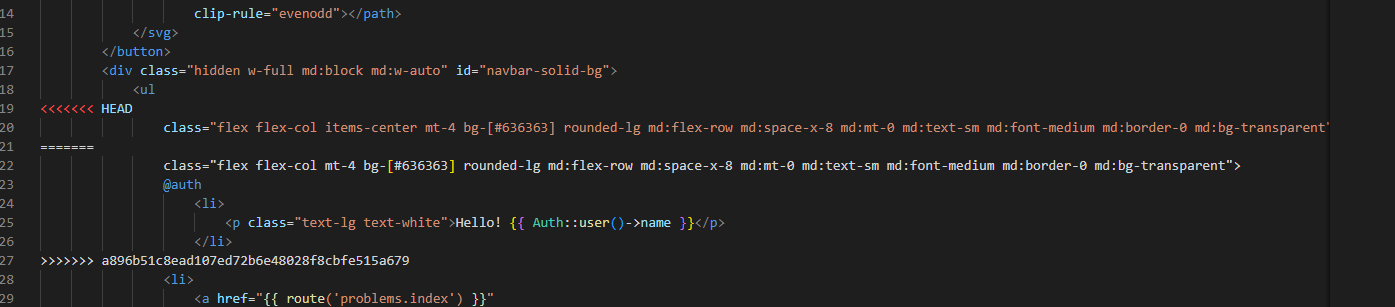 14 clip-rule="evenodd"></path>
15 </svg>
16 </button>
17 <div class="hidden w-full md:block md:w-auto" id="navbar-solid-bg">
18 <ul
19 <<<<<<< HEAD
20 class="flex flex-col items-center mt-4 bg-[#636363] rounded-lg md:flex-row md:space-x-8 md:mt-0 md:text-sm md:font-medium md:border-0 md:bg-transparent"
21 =======
22 class="flex flex-col mt-4 bg-[#636363] rounded-lg md:flex-row md:space-x-8 md:mt-0 md:text-sm md:font-medium md:border-0 md:bg-transparent">
23 @auth
24 <li>
25 <p class="text-lg text-white">Hello! {{ Auth::user()->name }}</p>
26 </li>
27 >>>>>>> a896b51c8ead107ed72b6e48028f8cbfe515a679
28 <li>
29 <a href="{{ route('problems.index') }}"